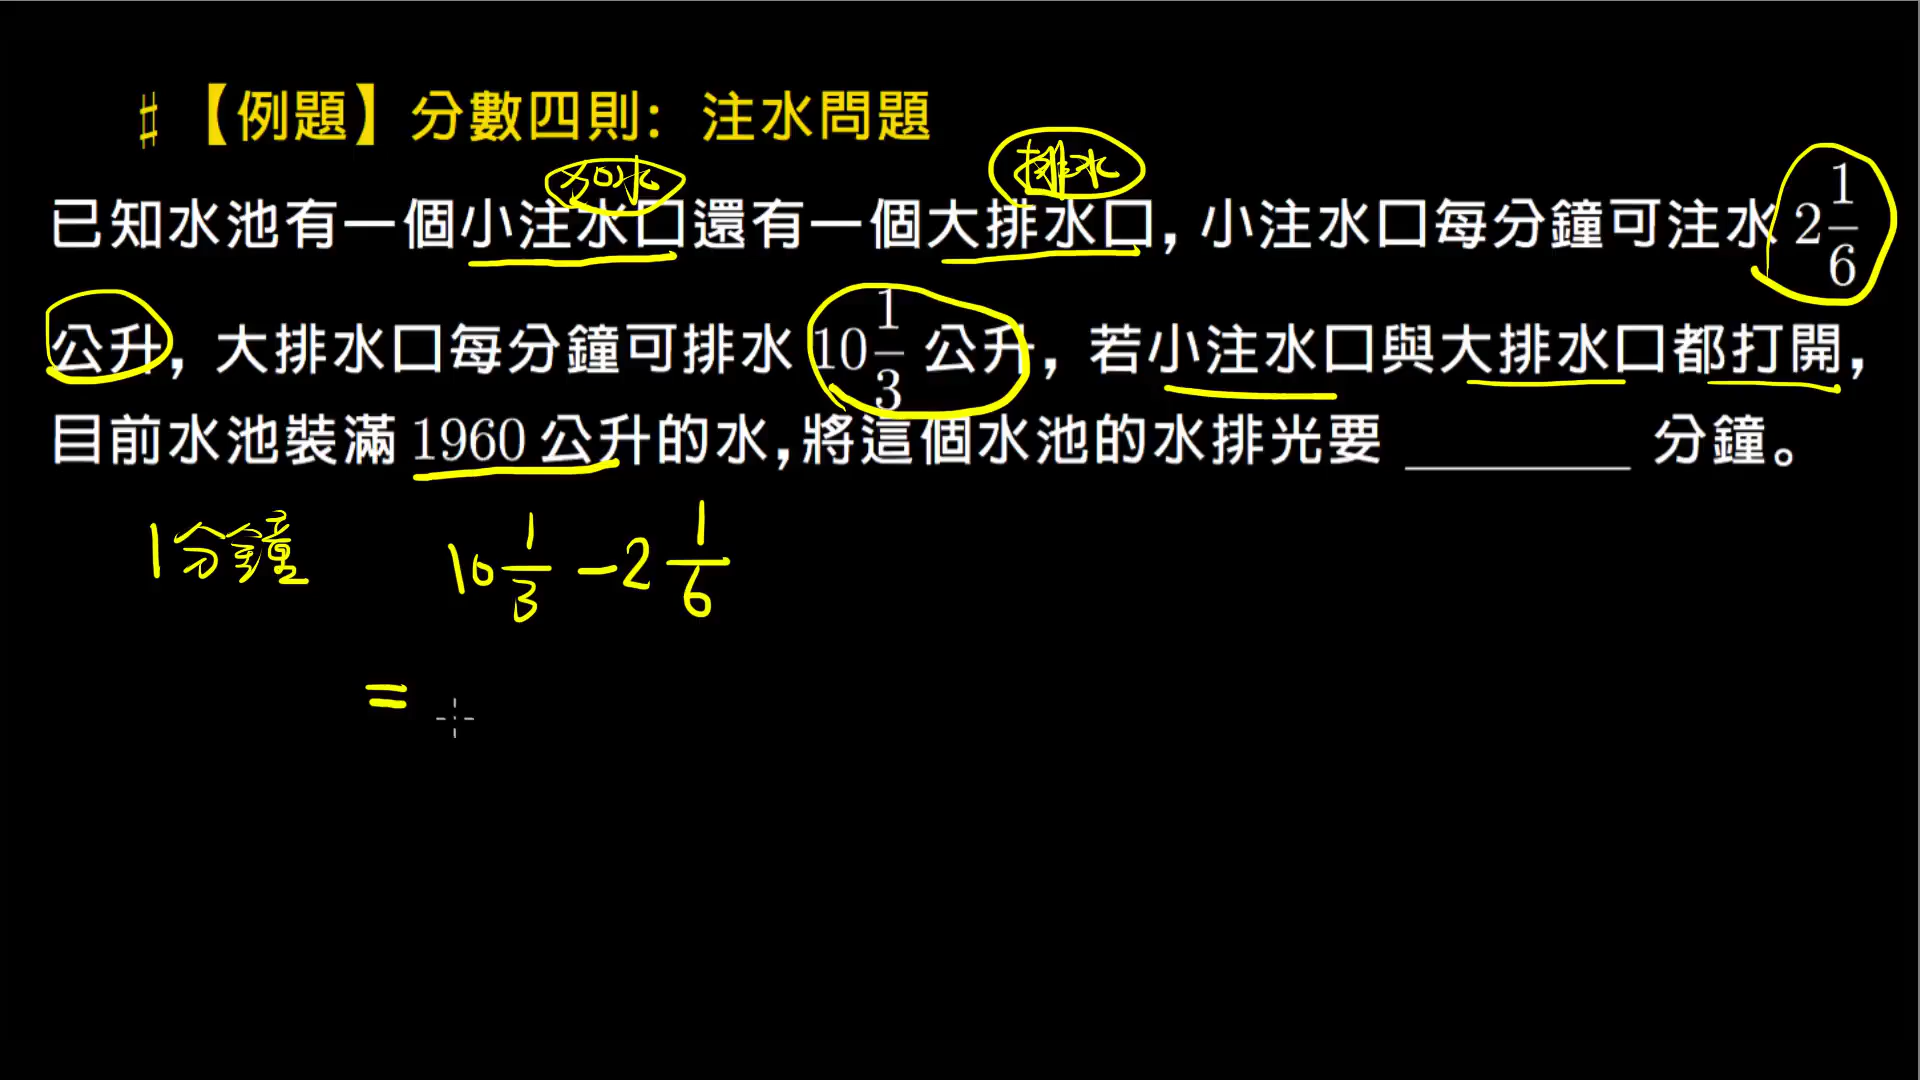 #【例題】分數四則：注水問題
加水
排水
已知水池有一個小注水口還有一個大排水口，小注水口每分鐘可注水 2 1/6
公升，大排水口每分鐘可排水 10 1/3 公升，若小注水口與大排水口都打開，
目前水池裝滿 1960 公升的水，將這個水池的水排光要 ________ 分鐘。
1分鐘 10 1/3 - 2 1/6
=